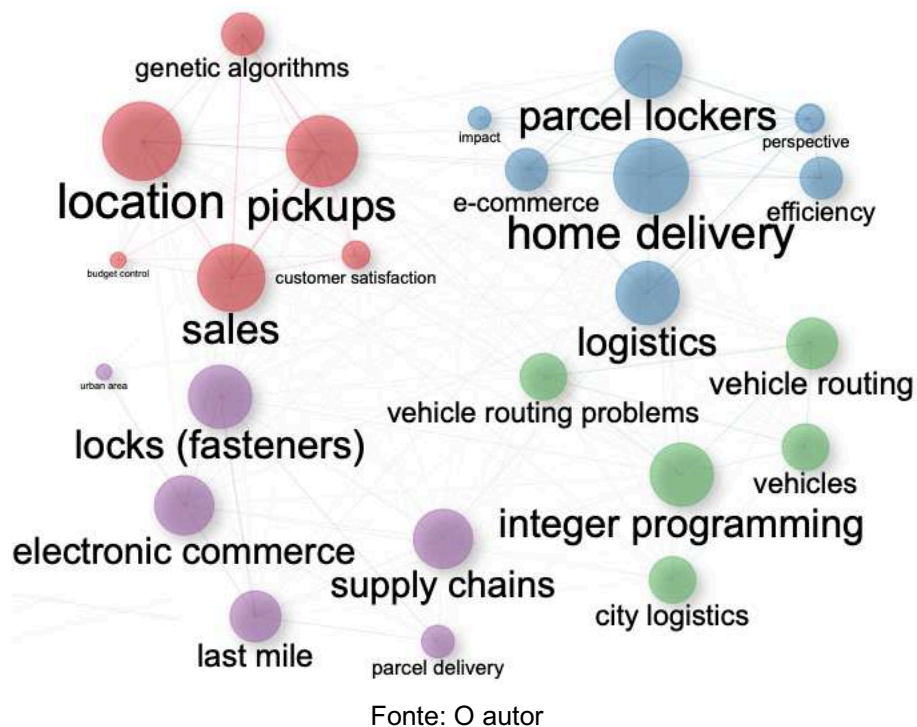 genetic algorithms
parcel lockers
impact
perspective
location
pickups
e-commerce
efficiency
home delivery
budget control
customer satisfaction
sales
logistics
urban area
vehicle routing
vehicle routing problems
locks (fasteners)
vehicles
integer programming
electronic commerce
supply chains
city logistics
last mile
parcel delivery
Fonte: O autor